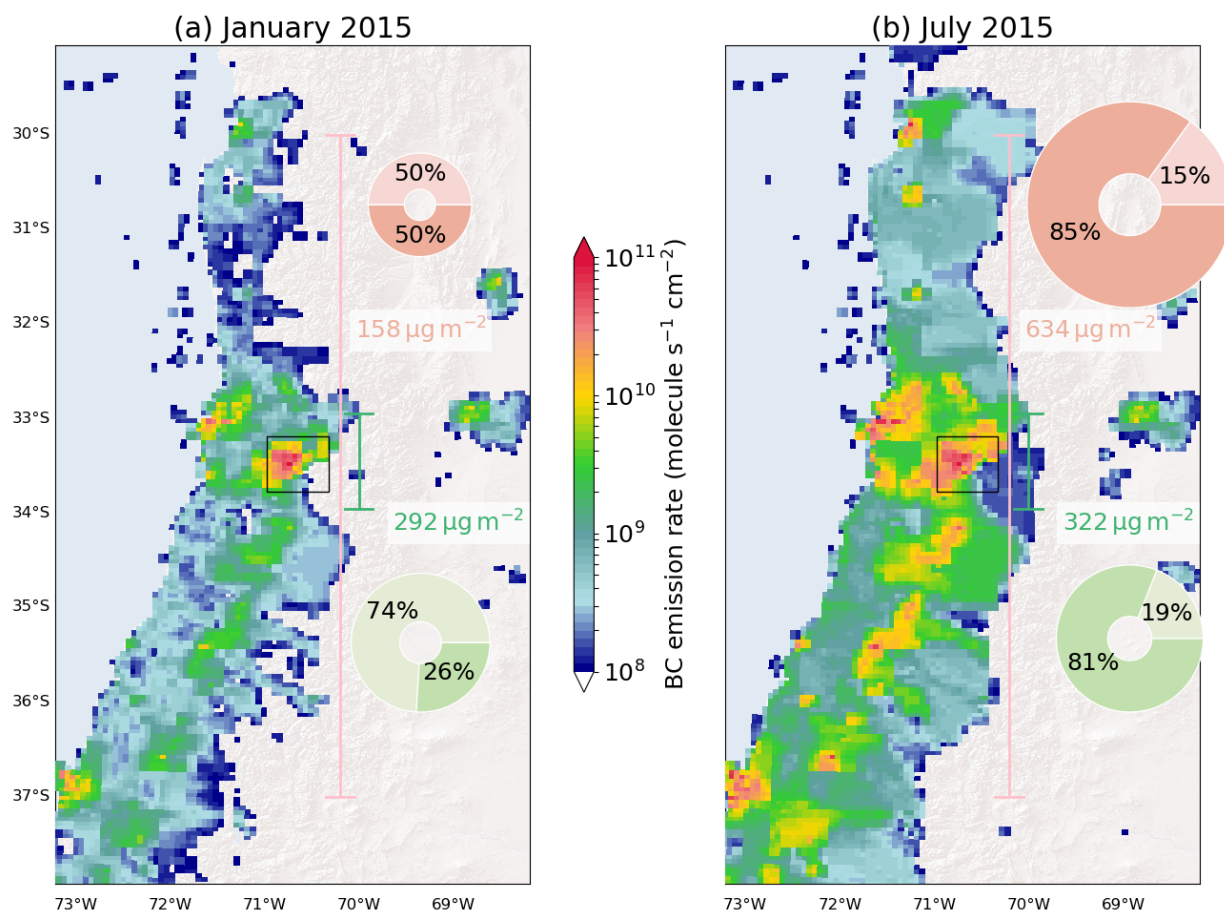 (a) January 2015
(b) July 2015
30°S
31°S
32°S
33°S
34°S
35°S
36°S
37°S
50%
50%
158 µg m⁻²
292 µg m⁻²
74%
26%
73°W
72°W
71°W
70°W
69°W
10¹¹
10¹⁰
10⁹
10⁸
BC emission rate (molecule s⁻¹ cm⁻²)
15%
85%
634 µg m⁻²
322 µg m⁻²
19%
81%
73°W
72°W
71°W
70°W
69°W